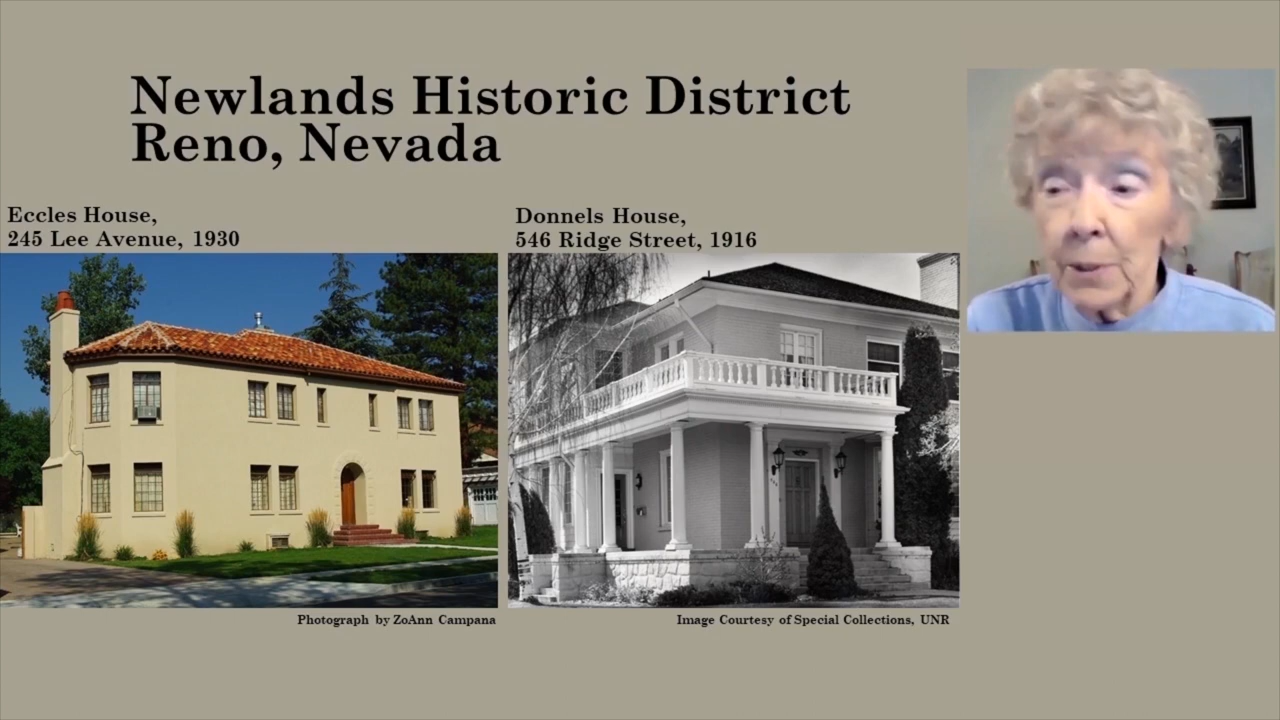 Newlands Historic District
Reno, Nevada
Eccles House,
245 Lee Avenue, 1930
Donnels House,
546 Ridge Street, 1916
Photograph by ZoAnn Campana
Image Courtesy of Special Collections, UNR